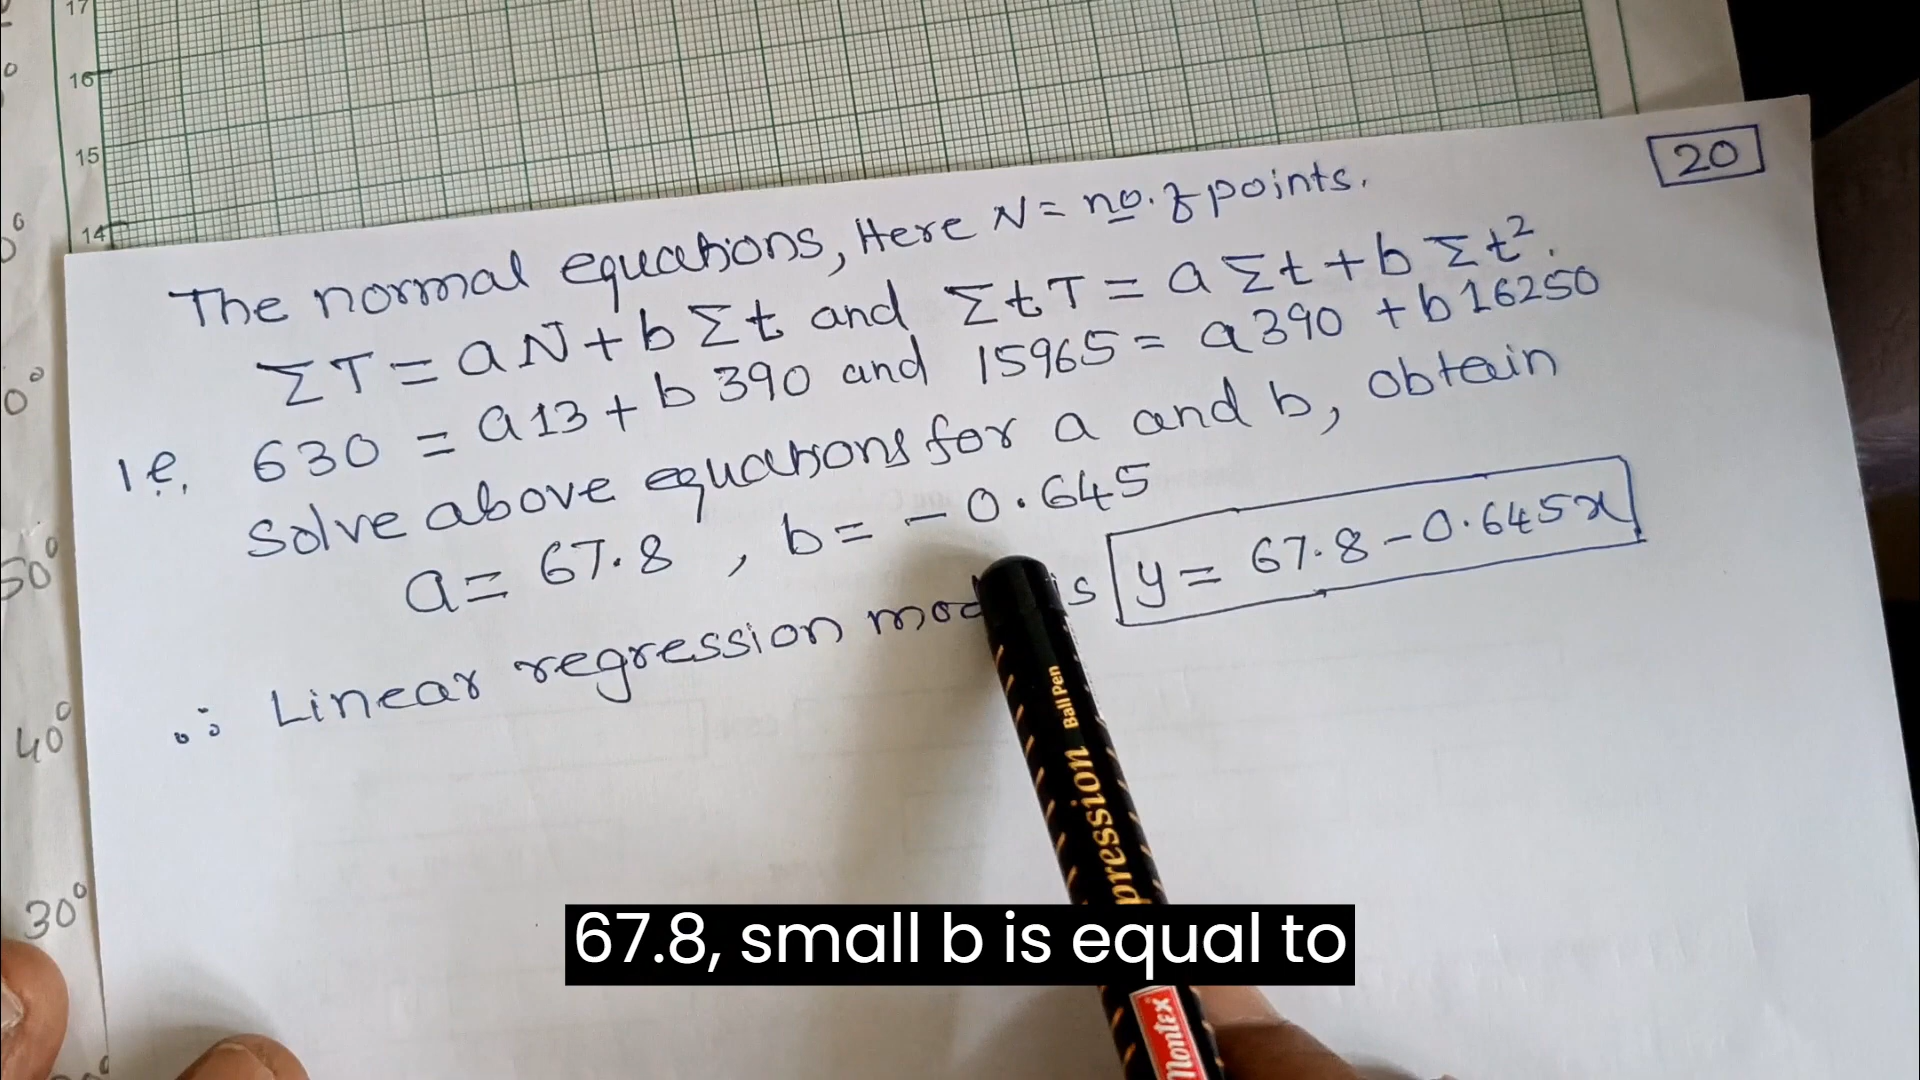 17
16
15
14
20
The normal equations, Here N = no. of points.
ΣT = aN + bΣt and ΣtT = aΣt + bΣt².
i.e. 630 = a13 + b390 and 15965 = a390 + b16250
Solve above equations for a and b, obtain
a = 67.8 , b = -0.645
∴ Linear regression mod is y = 67.8 - 0.645x
50°
40°
30°
pression Ball Pen
Montex
67.8, small b is equal to